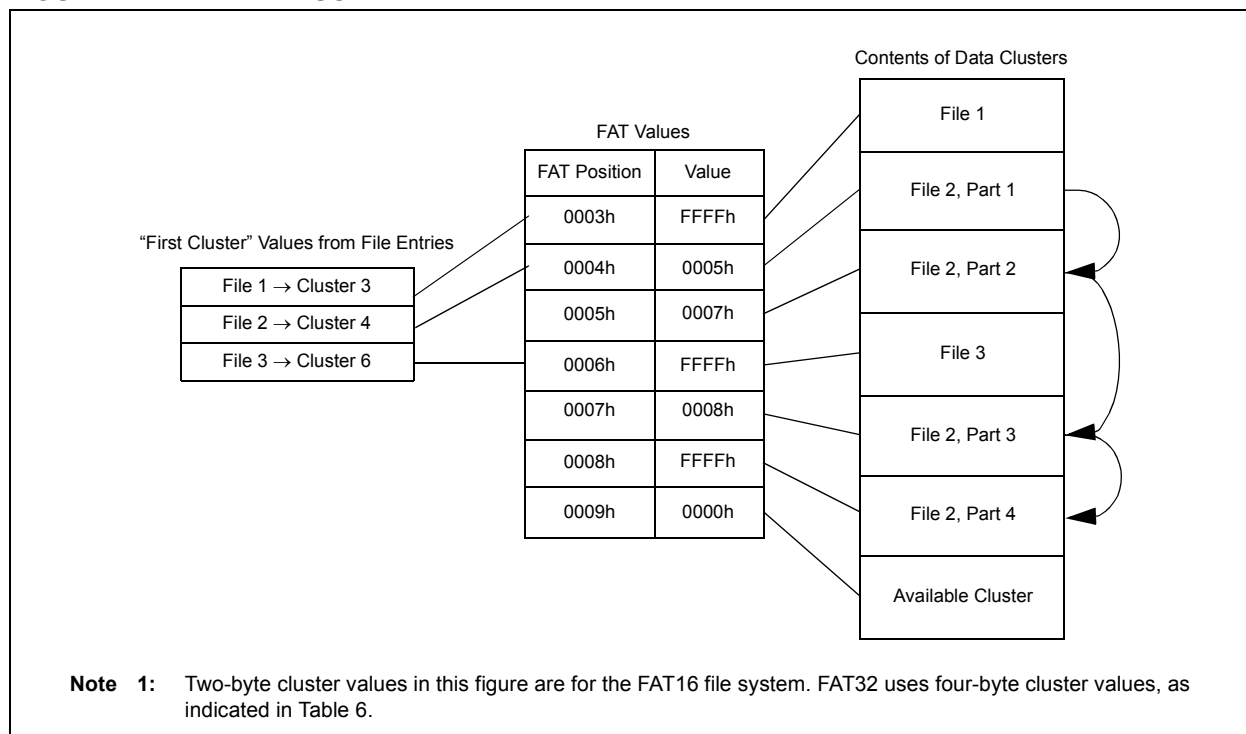 Contents of Data Clusters
File 1
FAT Values
FAT Position Value
File 2, Part 1
0003h FFFFh
“First Cluster” Values from File Entries
0004h 0005h
File 2, Part 2
File 1 → Cluster 3
0005h 0007h
File 2 → Cluster 4
File 3
File 3 → Cluster 6
0006h FFFFh
0007h 0008h
File 2, Part 3
0008h FFFFh
0009h 0000h
File 2, Part 4
Available Cluster
Note 1: Two-byte cluster values in this figure are for the FAT16 file system. FAT32 uses four-byte cluster values, as
indicated in Table 6.